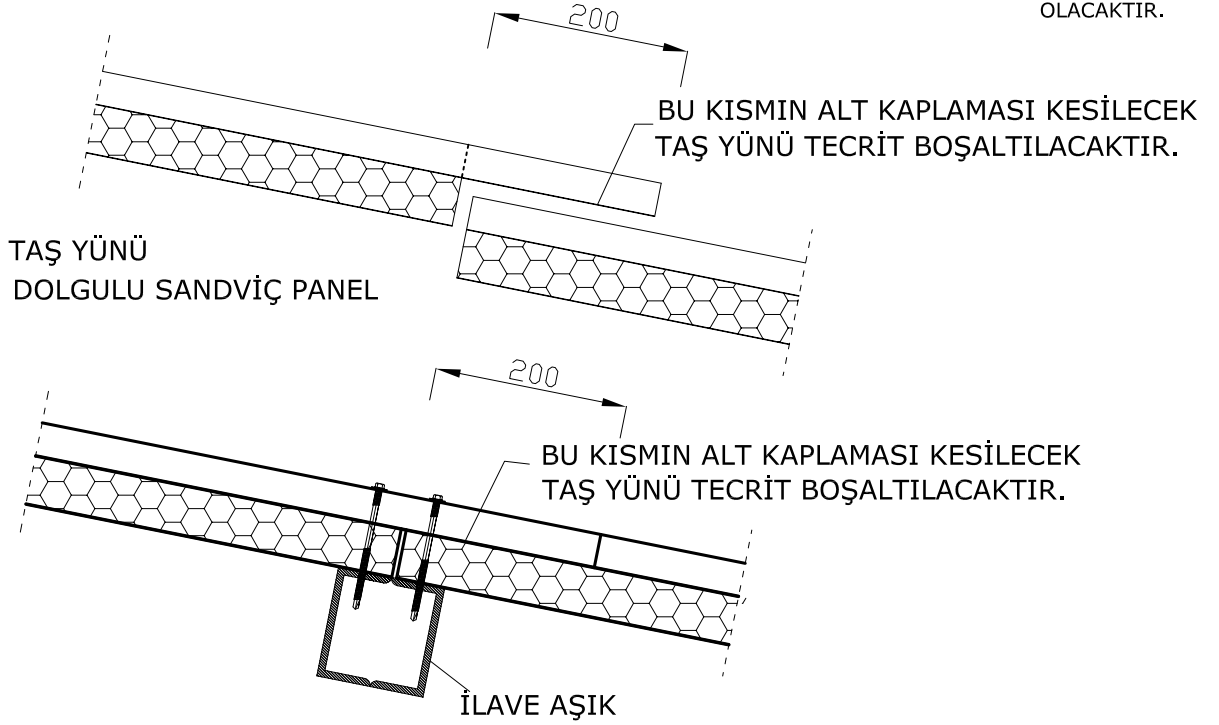 OLACAKTIR.
200
BU KISMIN ALT KAPLAMASI KESİLECEK
TAŞ YÜNÜ TECRİT BOŞALTILACAKTIR.
TAŞ YÜNÜ
DOLGULU SANDVİÇ PANEL
200
BU KISMIN ALT KAPLAMASI KESİLECEK
TAŞ YÜNÜ TECRİT BOŞALTILACAKTIR.
İLAVE AŞIK